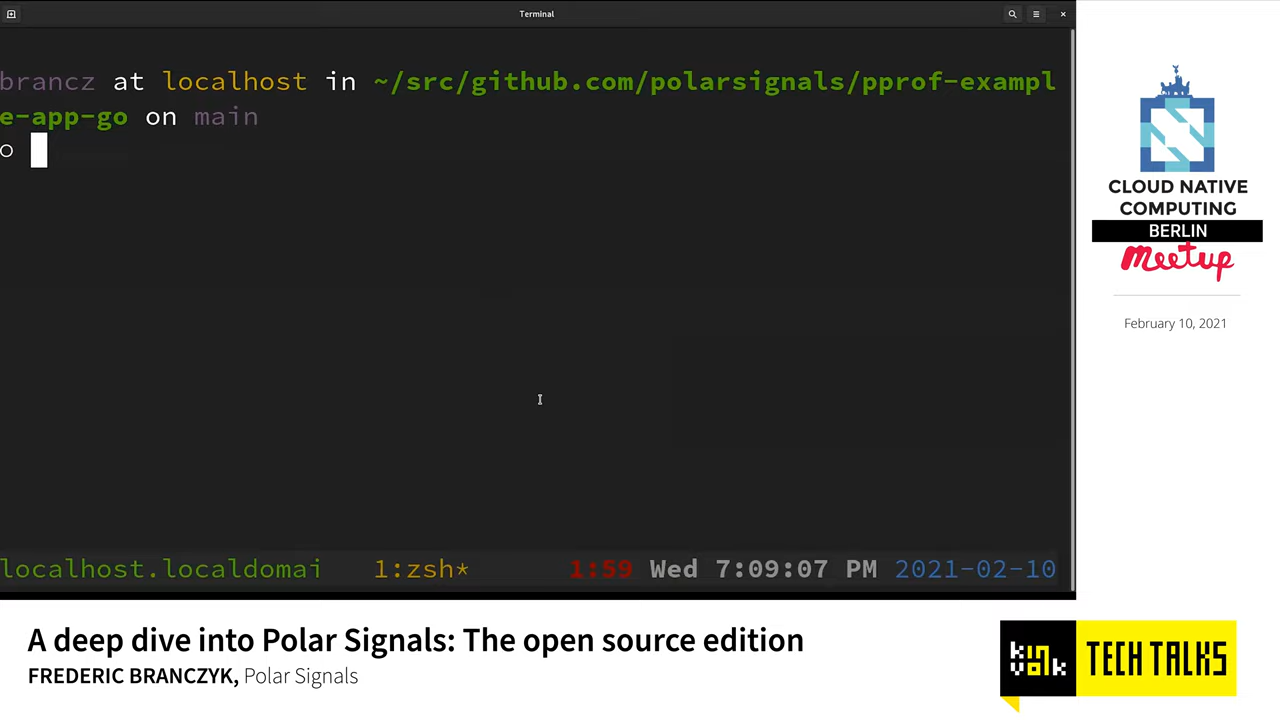 Terminal
brancz at localhost in ~/src/github.com/polarsignals/pprof-exampl
e-app-go on main
o
localhost.localdomai 1:zsh* 1:59 Wed 7:09:07 PM 2021-02-10
CLOUD NATIVE
COMPUTING
BERLIN
Meetup
February 10, 2021
A deep dive into Polar Signals: The open source edition
FREDERIC BRANCZYK, Polar Signals
kinvolk TECH TALKS